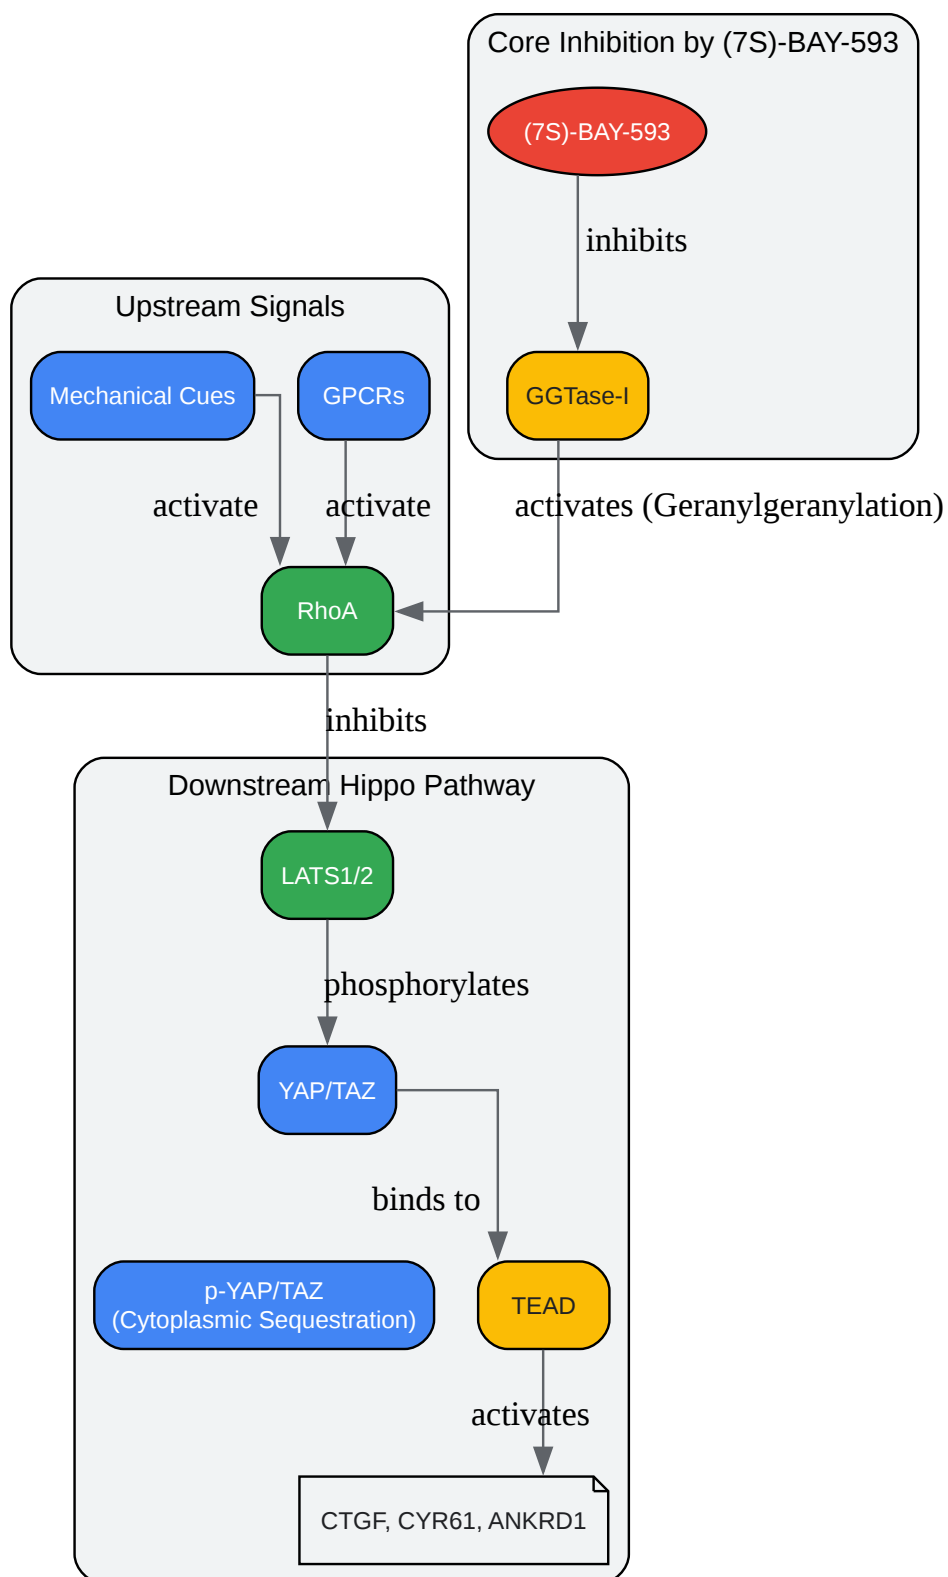 Core Inhibition by (7S)-BAY-593
(7S)-BAY-593
inhibits
Upstream Signals
Mechanical Cues
GPCRs
GGTase-I
activate
activate
activates (Geranylgeranylation)
RhoA
inhibits
Downstream Hippo Pathway
LATS1/2
phosphorylates
YAP/TAZ
binds to
p-YAP/TAZ
(Cytoplasmic Sequestration)
TEAD
activates
CTGF, CYR61, ANKRD1